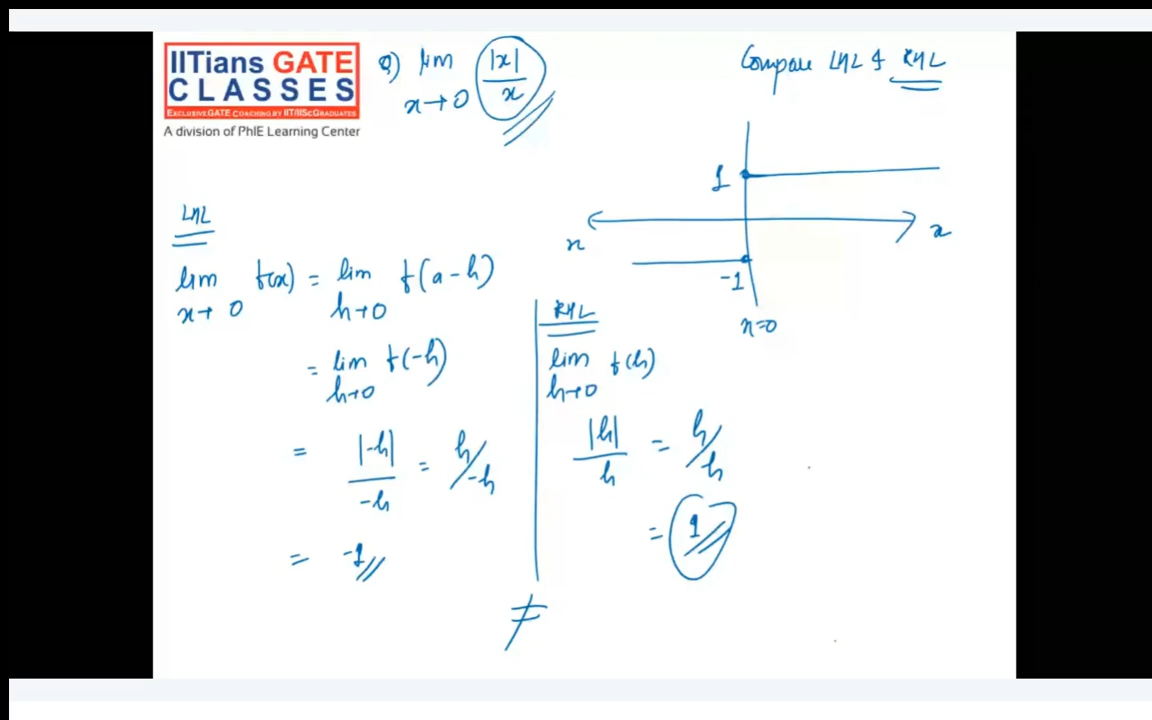 IITians GATE
CLASSES
EXCLUSIVE GATE COACHING BY IIT/IISc GRADUATES
A division of PhIE Learning Center
Q) lim x→0 |x|/x
Compare LHL & RHL
1
x
x
-1
x=0
LHL
lim x→0 f(x) = lim h→0 f(a-h)
= lim h→0 f(-h)
= |-h|/-h = h/-h
= -1
RHL
lim h→0 f(h)
|h|/h = h/h
= 1
≠